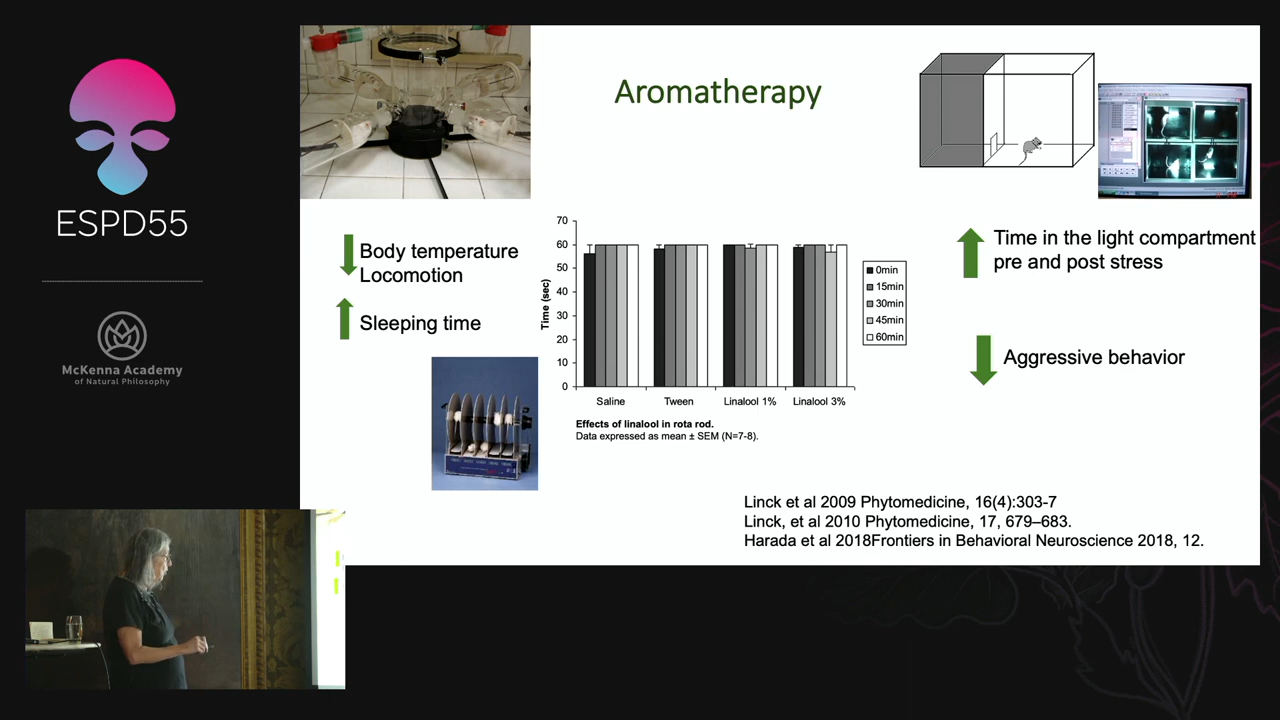 ESPD55
McKenna Academy
of Natural Philosophy
Aromatherapy
Body temperature
Locomotion
Sleeping time
70
60
50
40
30
20
10
0
Time (sec)
Saline
Tween
Linalool 1%
Linalool 3%
0min
15min
30min
45min
60min
Effects of linalool in rota rod.
Data expressed as mean ± SEM (N=7-8).
Time in the light compartment
pre and post stress
Aggressive behavior
Linck et al 2009 Phytomedicine, 16(4):303-7
Linck, et al 2010 Phytomedicine, 17, 679–683.
Harada et al 2018Frontiers in Behavioral Neuroscience 2018, 12.